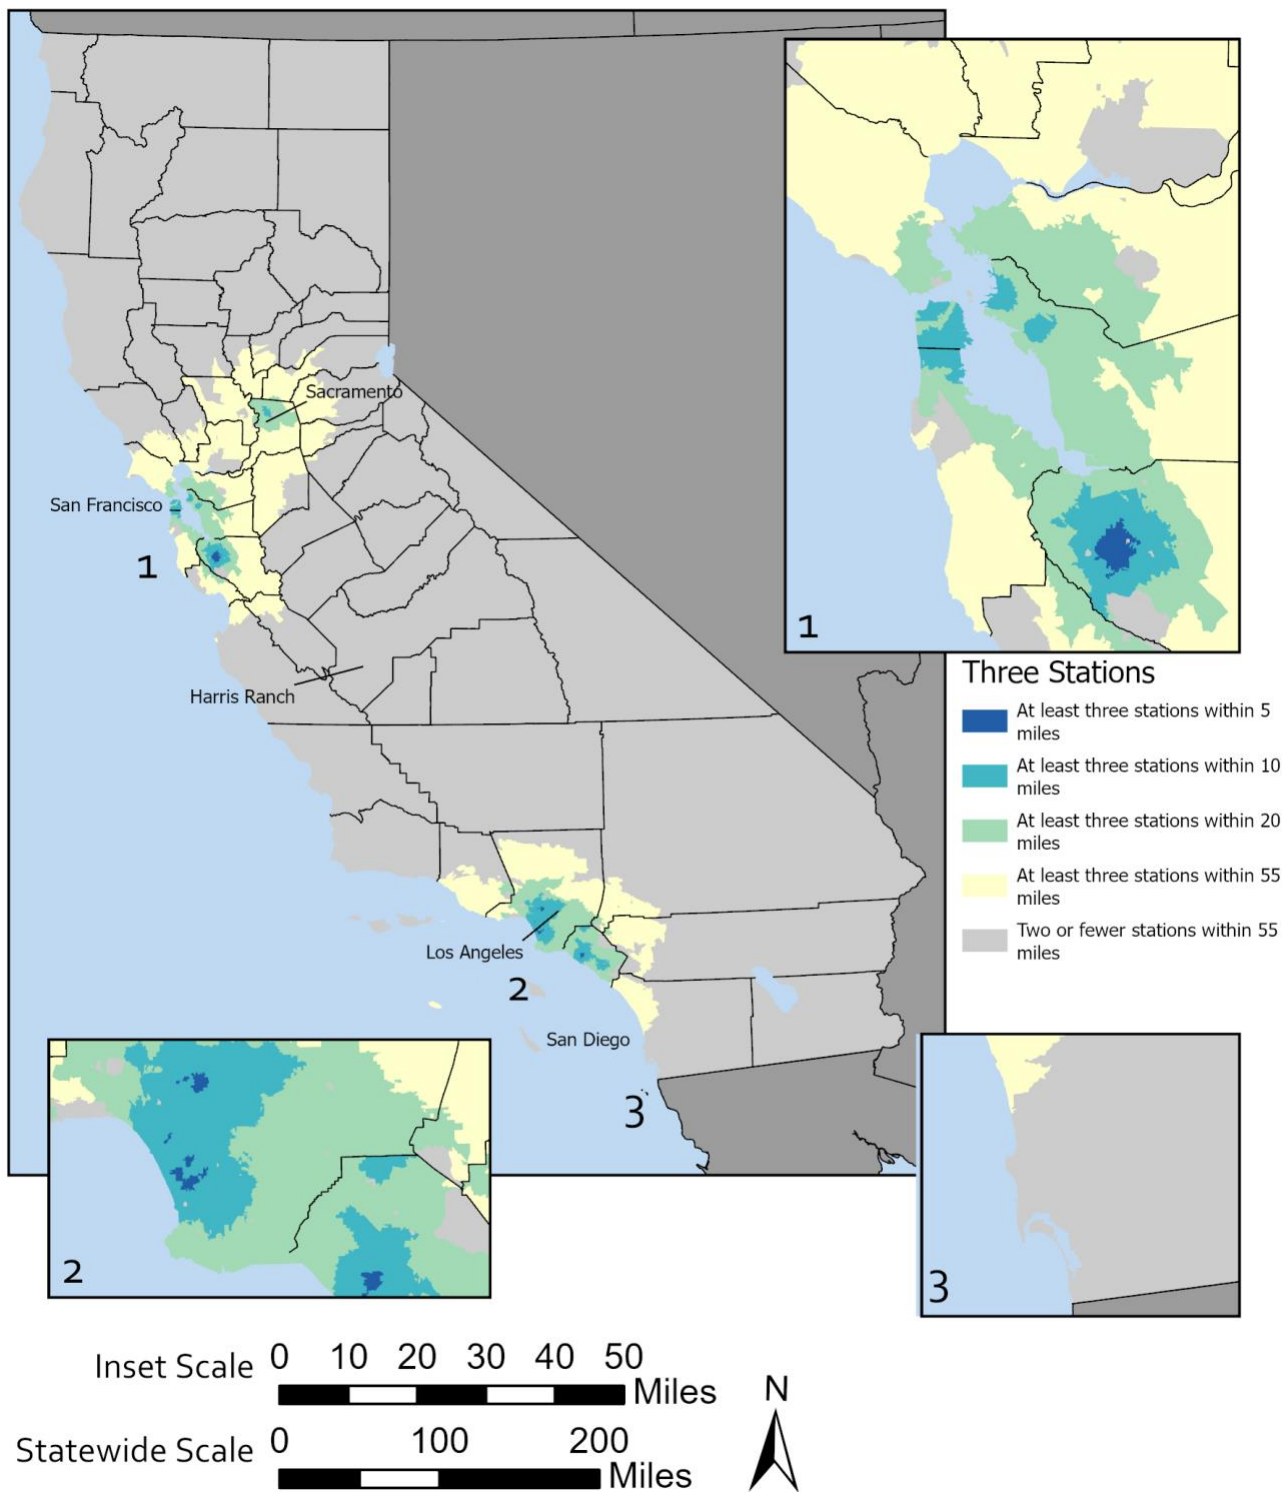 Sacramento
San Francisco
1
Harris Ranch
Los Angeles
2
San Diego
3
1
Three Stations
At least three stations within 5
miles
At least three stations within 10
miles
At least three stations within 20
miles
At least three stations within 55
miles
Two or fewer stations within 55
miles
2
3
Inset Scale 0 10 20 30 40 50
Miles
Statewide Scale 0 100 200
Miles
N